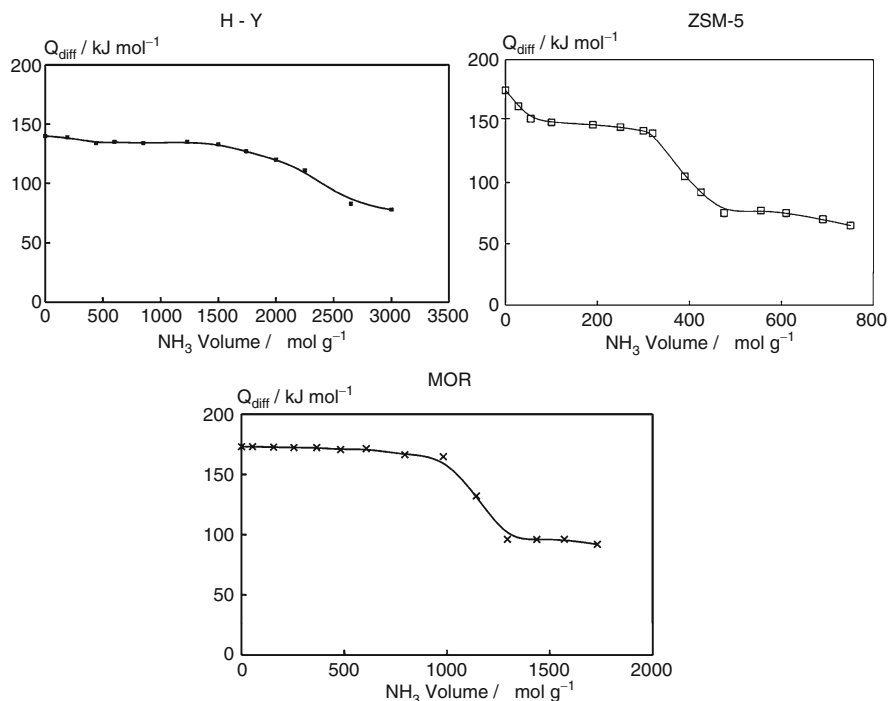 H - Y
Q_diff / kJ mol⁻¹
200
150
100
50
0
0 500 1000 1500 2000 2500 3000 3500
NH₃ Volume / mol g⁻¹
ZSM-5
Q_diff / kJ mol⁻¹
200
150
100
50
0
0 200 400 600 800
NH₃ Volume / mol g⁻¹
MOR
Q_diff / kJ mol⁻¹
200
150
100
50
0
0 500 1000 1500 2000
NH₃ Volume / mol g⁻¹